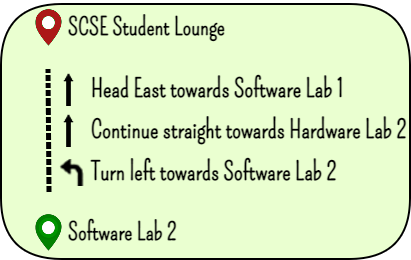 SCSE Student Lounge
Head East towards Software Lab 1
Continue straight towards Hardware Lab 2
Turn left towards Software Lab 2
Software Lab 2